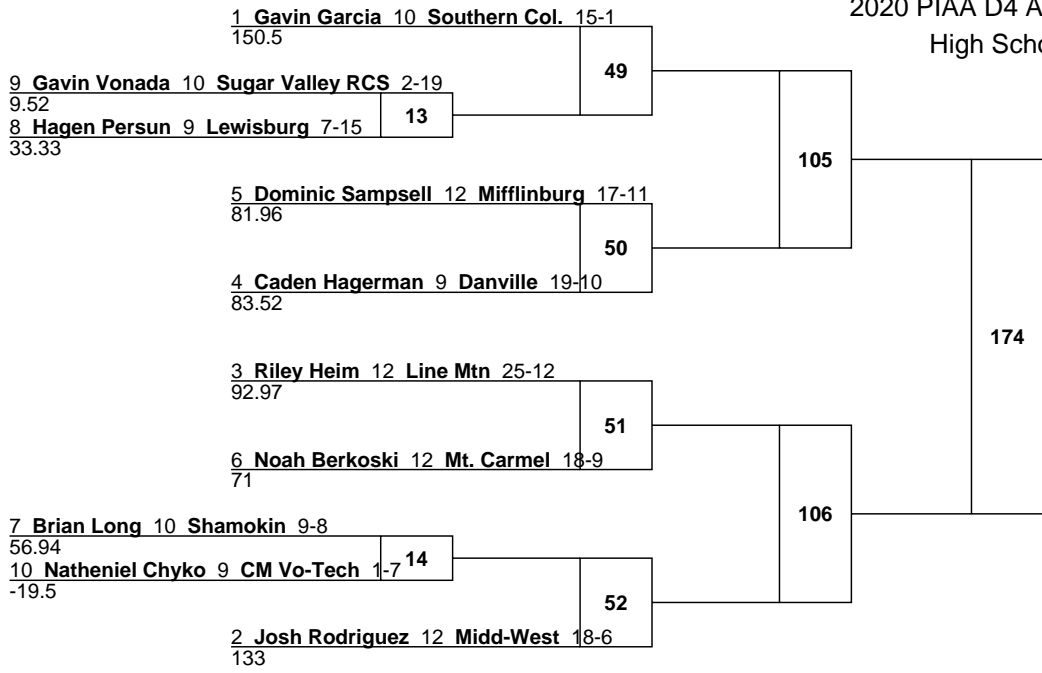 2020 PIAA D4 A
High Scho
1 Gavin Garcia 10 Southern Col. 15-1
150.5
49
9 Gavin Vonada 10 Sugar Valley RCS 2-19
9.52
13
8 Hagen Persun 9 Lewisburg 7-15
33.33
105
5 Dominic Sampsell 12 Mifflinburg 17-11
81.96
50
4 Caden Hagerman 9 Danville 19-10
83.52
174
3 Riley Heim 12 Line Mtn 25-12
92.97
51
6 Noah Berkoski 12 Mt. Carmel 18-9
71
106
7 Brian Long 10 Shamokin 9-8
56.94
14
10 Natheniel Chyko 9 CM Vo-Tech 1-7
-19.5
52
2 Josh Rodriguez 12 Midd-West 18-6
133